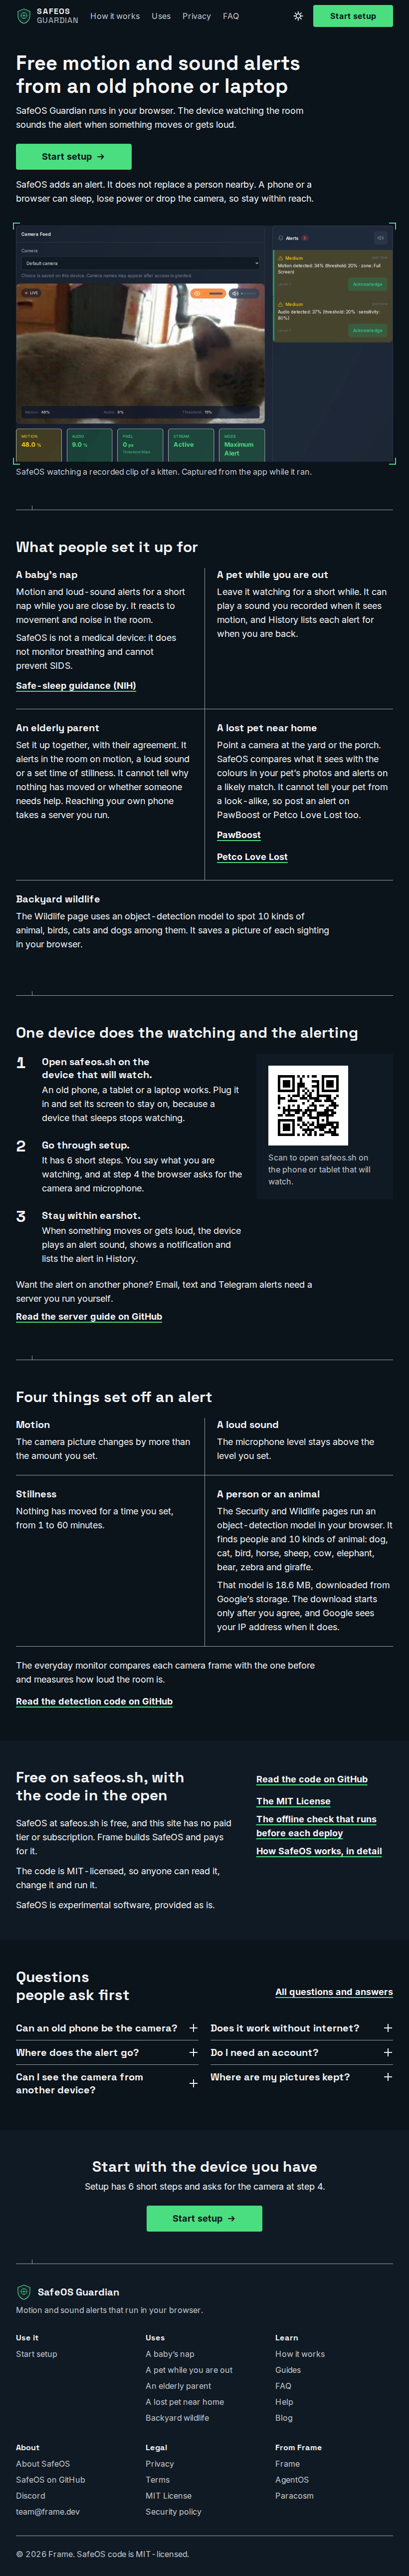 SAFEOS
GUARDIAN
How it works
Uses
Privacy
FAQ
Start setup
Free motion and sound alerts
from an old phone or laptop
SafeOS Guardian runs in your browser. The device watching the room
sounds the alert when something moves or gets loud.
Start setup →
SafeOS adds an alert. It does not replace a person nearby. A phone or a
browser can sleep, lose power or drop the camera, so stay within reach.
Camera Feed
Camera
Default camera
Choice is saved on this device. Camera names may appear after access is granted.
LIVE
MOTION
48.0 %
AUDIO
9.0 %
PIXEL
0 px
STREAM
Active
MODE
Maximum
Alert
Alerts
Medium
Motion detected: 34% (threshold: 20% · zone: Full
Screen)
Acknowledge
Medium
Audio detected: 37% (threshold: 20% · sensitivity:
80%)
Acknowledge
SafeOS watching a recorded clip of a kitten. Captured from the app while it ran.
What people set it up for
A baby's nap
Motion and loud-sound alerts for a short
nap while you are close by. It reacts to
movement and noise in the room.
SafeOS is not a medical device: it does
not monitor breathing and cannot
prevent SIDS.
Safe-sleep guidance (NIH)
A pet while you are out
Leave it watching for a short while. It can
play a sound you recorded when it sees
motion, and History lists each alert for
when you are back.
An elderly parent
Set it up together, with their agreement. It
alerts in the room on motion, a loud sound
or a set time of stillness. It cannot tell why
nothing has moved or whether someone
needs help. Reaching your own phone
takes a server you run.
A lost pet near home
Point a camera at the yard or the porch.
SafeOS compares what it sees with the
colours in your pet's photos and alerts on
a likely match. It cannot tell your pet from
a look-alike, so post an alert on
PawBoost or Petco Love Lost too.
PawBoost
Petco Love Lost
Backyard wildlife
The Wildlife page uses an object-detection model to spot 10 kinds of
animal, birds, cats and dogs among them. It saves a picture of each sighting
in your browser.
One device does the watching and the alerting
1
Open safeos.sh on the
device that will watch.
An old phone, a tablet or a laptop works. Plug it
in and set its screen to stay on, because a
device that sleeps stops watching.
2
Go through setup.
It has 6 short steps. You say what you are
watching, and at step 4 the browser asks for the
camera and microphone.
3
Stay within earshot.
When something moves or gets loud, the device
plays an alert sound, shows a notification and
lists the alert in History.
Scan to open safeos.sh on
the phone or tablet that will
watch.
Want the alert on another phone? Email, text and Telegram alerts need a
server you run yourself.
Read the server guide on GitHub
Four things set off an alert
Motion
The camera picture changes by more than
the amount you set.
A loud sound
The microphone level stays above the
level you set.
Stillness
Nothing has moved for a time you set,
from 1 to 60 minutes.
A person or an animal
The Security and Wildlife pages run an
object-detection model in your browser. It
finds people and 10 kinds of animal: dog,
cat, bird, horse, sheep, cow, elephant,
bear, zebra and giraffe.
That model is 18.6 MB, downloaded from
Google's storage. The download starts
only after you agree, and Google sees
your IP address when it does.
The everyday monitor compares each camera frame with the one before
and measures how loud the room is.
Read the detection code on GitHub
Free on safeos.sh, with
the code in the open
SafeOS at safeos.sh is free, and this site has no paid
tier or subscription. Frame builds SafeOS and pays
for it.
The code is MIT-licensed, so anyone can read it,
change it and run it.
SafeOS is experimental software, provided as is.
Read the code on GitHub
The MIT License
The offline check that runs
before each deploy
How SafeOS works, in detail
Questions
people ask first
All questions and answers
Can an old phone be the camera?
Does it work without internet?
Where does the alert go?
Do I need an account?
Can I see the camera from
another device?
Where are my pictures kept?
Start with the device you have
Setup has 6 short steps and asks for the camera at step 4.
Start setup →
SafeOS Guardian
Motion and sound alerts that run in your browser.
Use it
Start setup
Uses
A baby's nap
A pet while you are out
An elderly parent
A lost pet near home
Backyard wildlife
Learn
How it works
Guides
FAQ
Help
Blog
About
About SafeOS
SafeOS on GitHub
Discord
team@frame.dev
Legal
Privacy
Terms
MIT License
Security policy
From Frame
Frame
AgentOS
Paracosm
© 2026 Frame. SafeOS code is MIT-licensed.